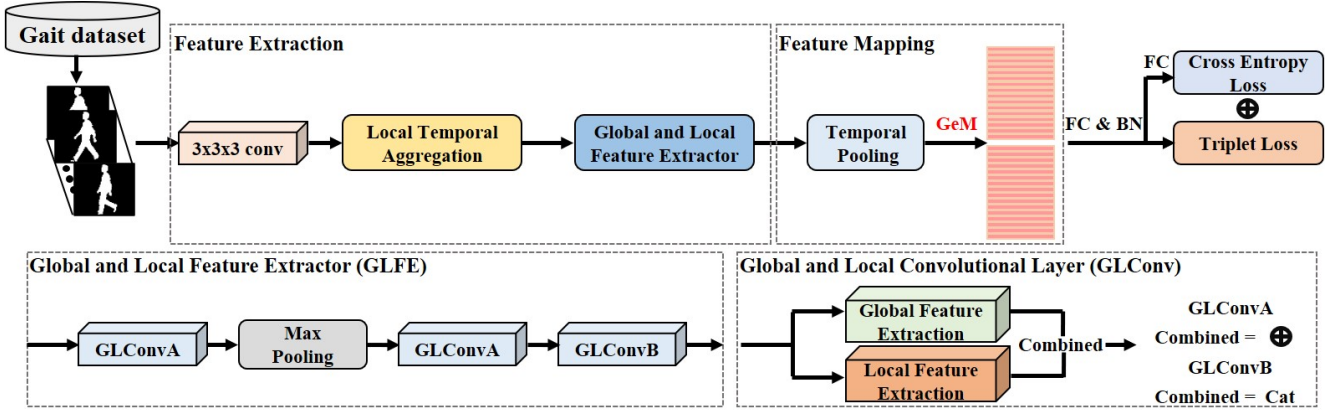 Gait dataset
Feature Extraction
3x3x3 conv
Local Temporal
Aggregation
Global and Local
Feature Extractor
Feature Mapping
Temporal
Pooling
GeM
FC & BN
FC
Cross Entropy
Loss
Triplet Loss
Global and Local Feature Extractor (GLFE)
GLConvA
Max
Pooling
GLConvA
GLConvB
Global and Local Convolutional Layer (GLConv)
Global Feature
Extraction
Local Feature
Extraction
Combined
GLConvA
Combined = ⊕
GLConvB
Combined = Cat